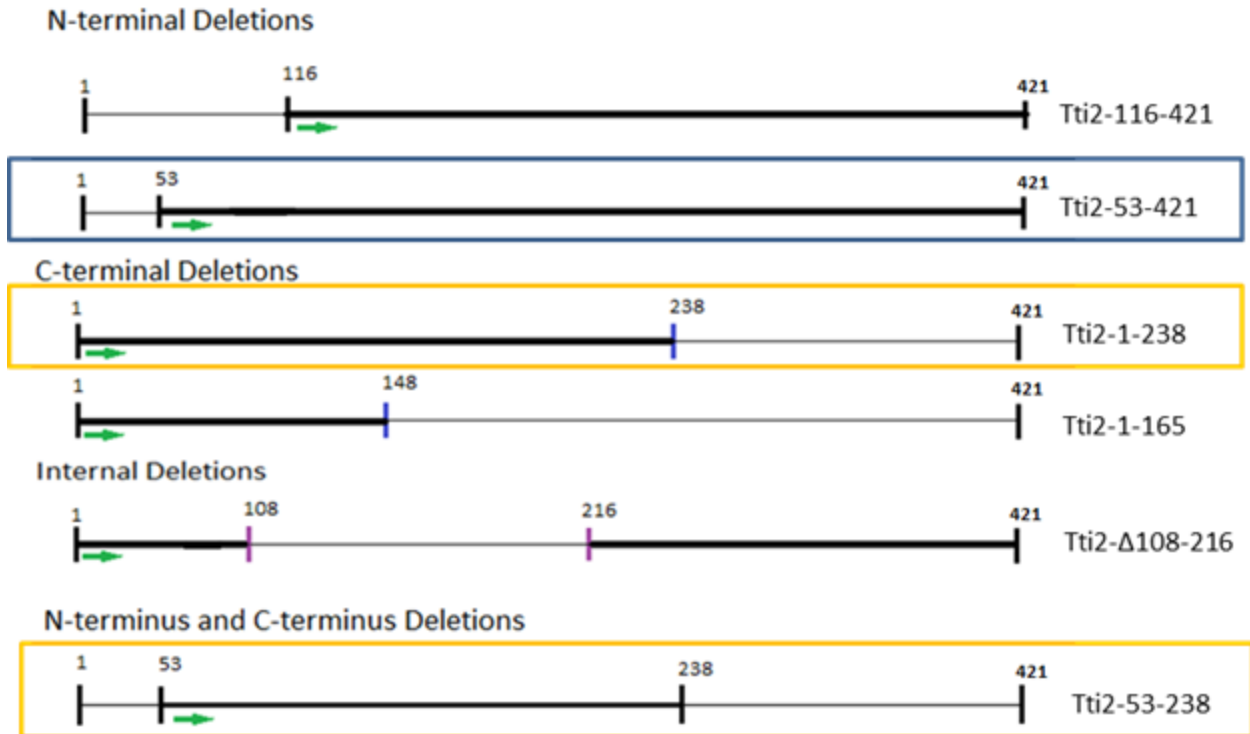 N-terminal Deletions
1 116 421
Tti2-116-421
1 53 421
Tti2-53-421
C-terminal Deletions
1 238 421
Tti2-1-238
1 148 421
Tti2-1-165
Internal Deletions
1 108 216 421
Tti2-Δ108-216
N-terminus and C-terminus Deletions
1 53 238 421
Tti2-53-238